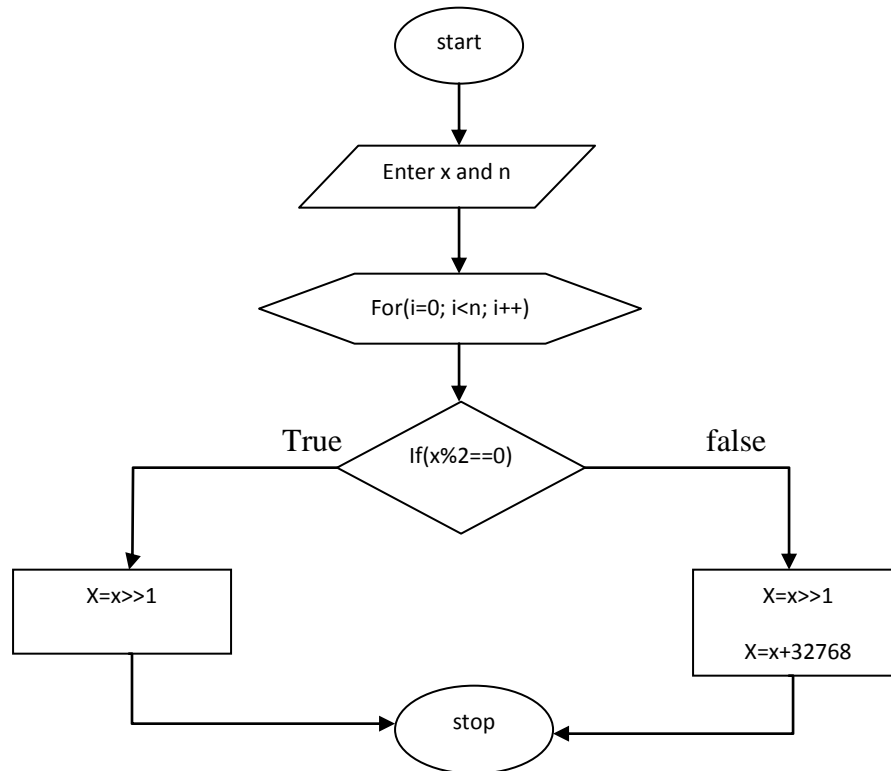 start
Enter x and n
For(i=0; i<n; i++)
True
false
If(x%2==0)
X=x>>1
X=x>>1
X=x+32768
stop